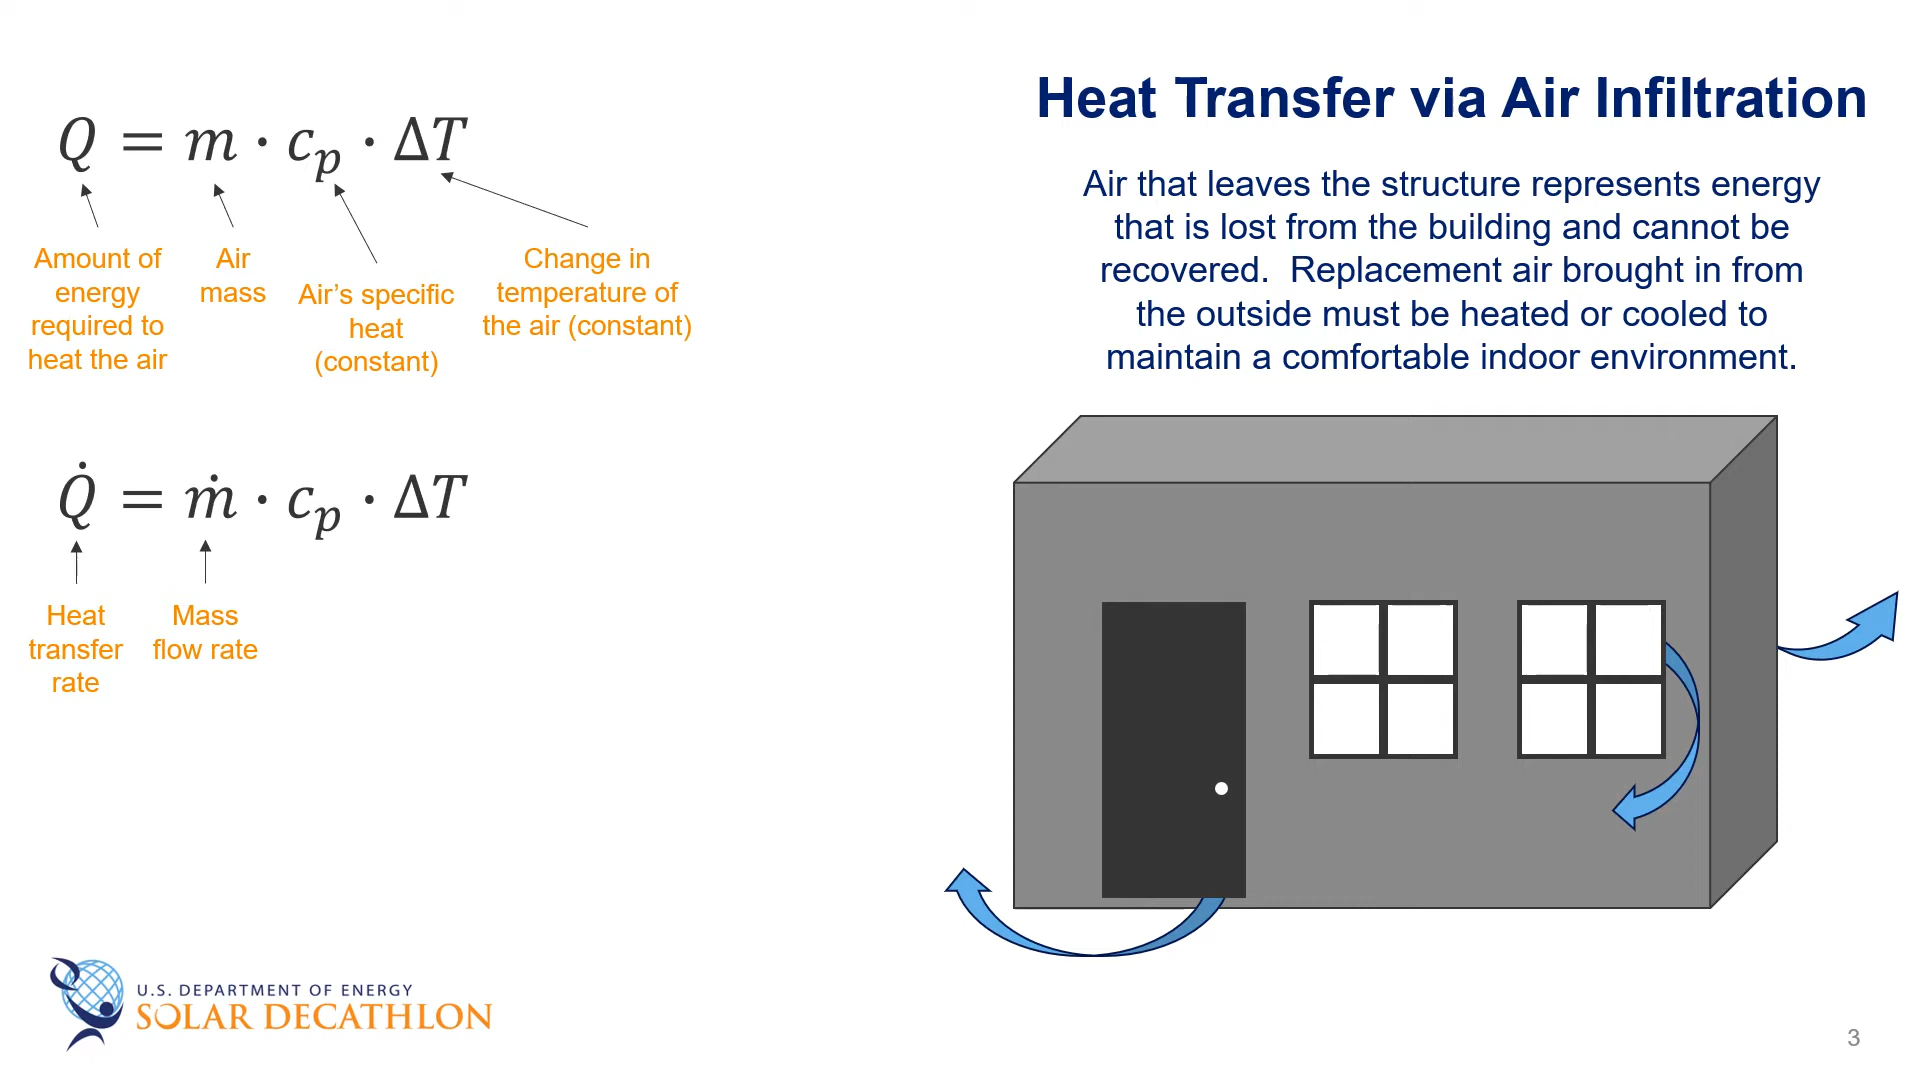 Heat Transfer via Air Infiltration
Air that leaves the structure represents energy
that is lost from the building and cannot be
recovered.  Replacement air brought in from
the outside must be heated or cooled to
maintain a comfortable indoor environment.
Q = m · c_p · ΔT
Amount of
energy
required to
heat the air
Air
mass
Air’s specific
heat
(constant)
Change in
temperature of
the air (constant)
Q̇ = ṁ · c_p · ΔT
Heat
transfer
rate
Mass
flow rate
U.S. DEPARTMENT OF ENERGY
SOLAR DECATHLON
3